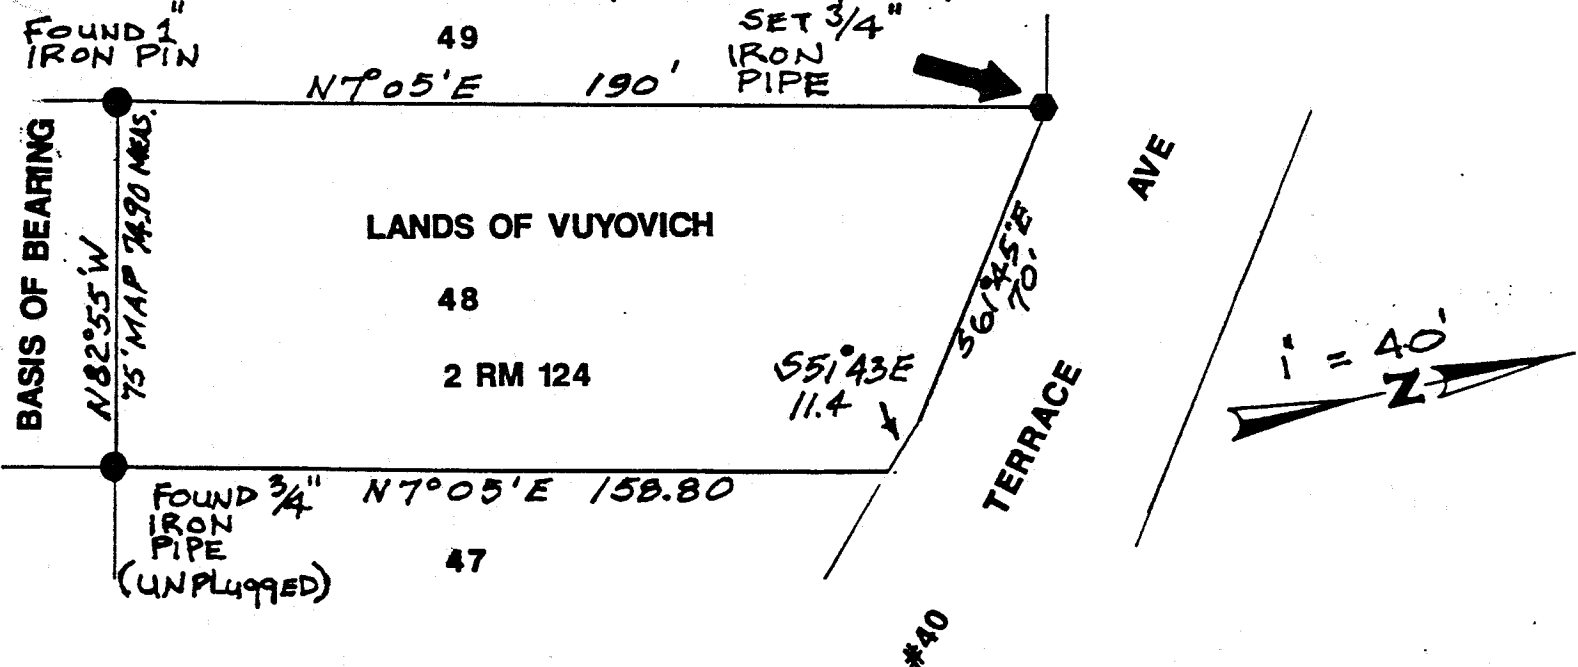 FOUND 1"
IRON PIN
49
SET 3/4"
IRON
PIPE
N7°05'E 190'
BASIS OF BEARING
N82°55'W
75' MAP 74.90 MEAS.
LANDS OF VUYOVICH
48
2 RM 124
S61°45'E
70'
S51°43E
11.4
AVE
TERRACE
1" = 40'
Z
FOUND 3/4"
IRON
PIPE
(UNPLUGGED)
N7°05'E 158.80
47
#40